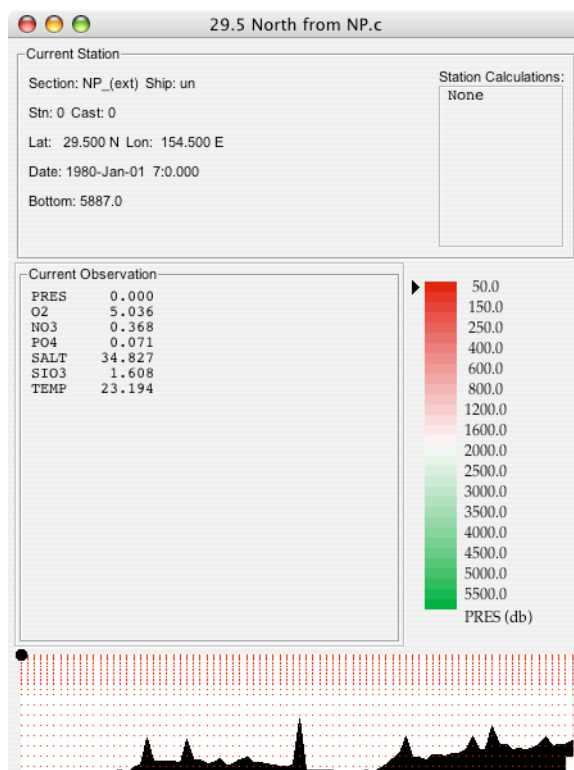 29.5 North from NP.c
Current Station
Section: NP_(ext) Ship: un
Stn: 0 Cast: 0
Lat: 29.500 N Lon: 154.500 E
Date: 1980-Jan-01 7:0.000
Bottom: 5887.0
Station Calculations:
None
Current Observation
PRES 0.000
O2 5.036
NO3 0.368
PO4 0.071
SALT 34.827
SIO3 1.608
TEMP 23.194
50.0
150.0
250.0
400.0
600.0
800.0
1200.0
1600.0
2000.0
2500.0
3000.0
3500.0
4000.0
4500.0
5000.0
5500.0
PRES (db)